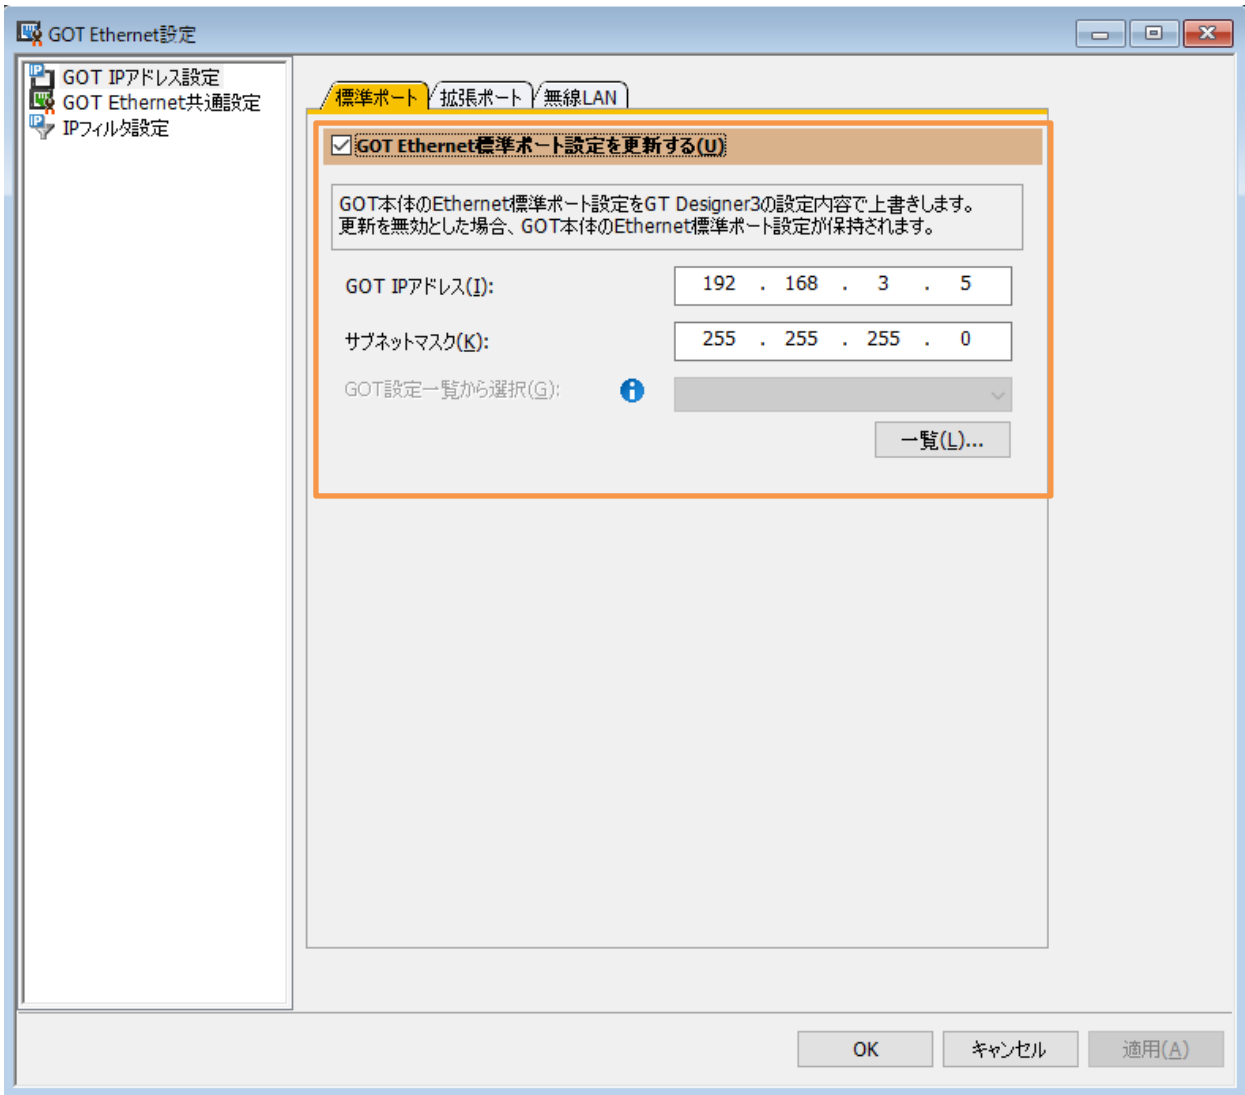 GOT Ethernet設定
GOT IPアドレス設定
GOT Ethernet共通設定
IPフィルタ設定
標準ポート 拡張ポート 無線LAN
GOT Ethernet標準ポート設定を更新する(U)
GOT本体のEthernet標準ポート設定をGT Designer3の設定内容で上書きします。
更新を無効とした場合、GOT本体のEthernet標準ポート設定が保持されます。
GOT IPアドレス(I): 192 . 168 . 3 . 5
サブネットマスク(K): 255 . 255 . 255 . 0
GOT設定一覧から選択(G):
一覧(L)...
OK キャンセル 適用(A)